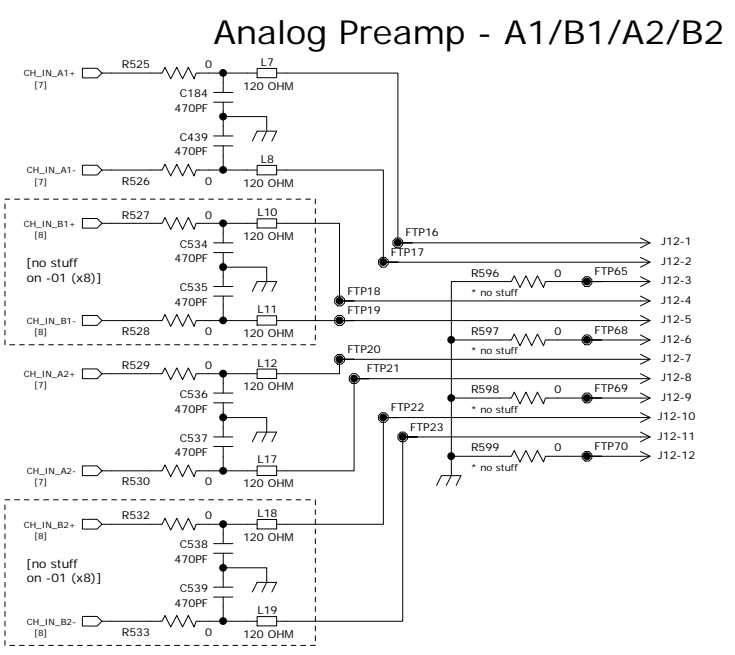 Analog Preamp - A1/B1/A2/B2
CH_IN_A1+
[7]
R525
0
L7
120 OHM
C184
470PF
C439
470PF
CH_IN_A1-
[7]
R526
0
L8
120 OHM
CH_IN_B1+
[8]
R527
0
L10
120 OHM
[no stuff
on -01 (x8)]
C534
470PF
C535
470PF
CH_IN_B1-
[8]
R528
0
L11
120 OHM
CH_IN_A2+
[7]
R529
0
L12
120 OHM
C536
470PF
C537
470PF
CH_IN_A2-
[7]
R530
0
L17
120 OHM
CH_IN_B2+
[8]
R532
0
L18
120 OHM
[no stuff
on -01 (x8)]
C538
470PF
C539
470PF
CH_IN_B2-
[8]
R533
0
L19
120 OHM
FTP16
J12-1
FTP17
J12-2
R596
0
FTP65
* no stuff
J12-3
FTP18
J12-4
FTP19
J12-5
R597
0
FTP68
* no stuff
J12-6
FTP20
J12-7
FTP21
J12-8
R598
0
FTP69
* no stuff
J12-9
FTP22
J12-10
FTP23
J12-11
R599
0
FTP70
* no stuff
J12-12